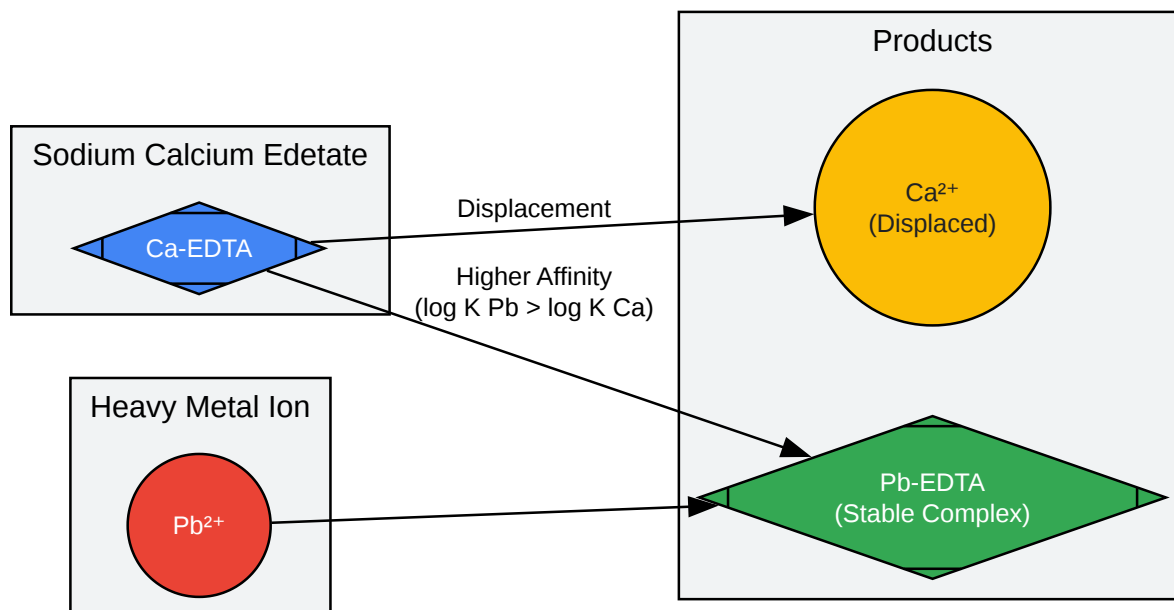 Products
Sodium Calcium Edetate
Ca-EDTA
Displacement
Ca²⁺
(Displaced)
Higher Affinity
(log K Pb > log K Ca)
Heavy Metal Ion
Pb²⁺
Pb-EDTA
(Stable Complex)